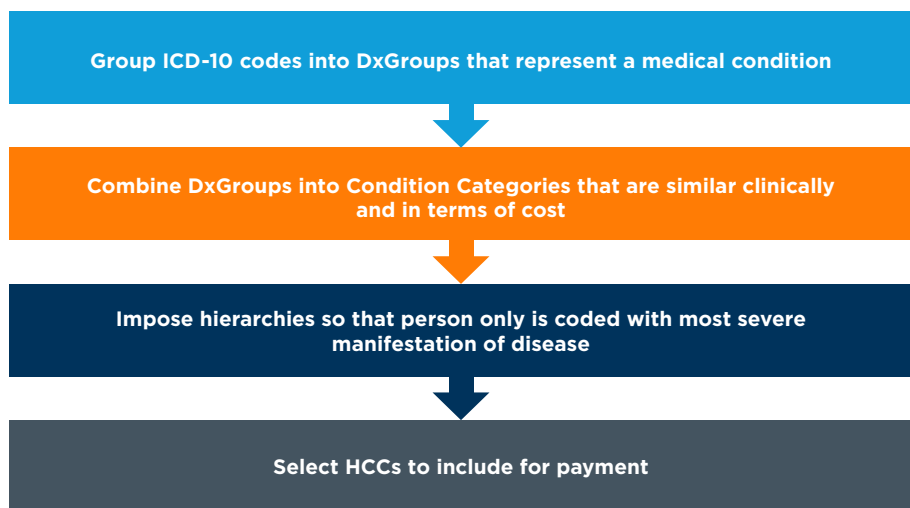 Group ICD-10 codes into DxGroups that represent a medical condition
Combine DxGroups into Condition Categories that are similar clinically
and in terms of cost
Impose hierarchies so that person only is coded with most severe
manifestation of disease
Select HCCs to include for payment